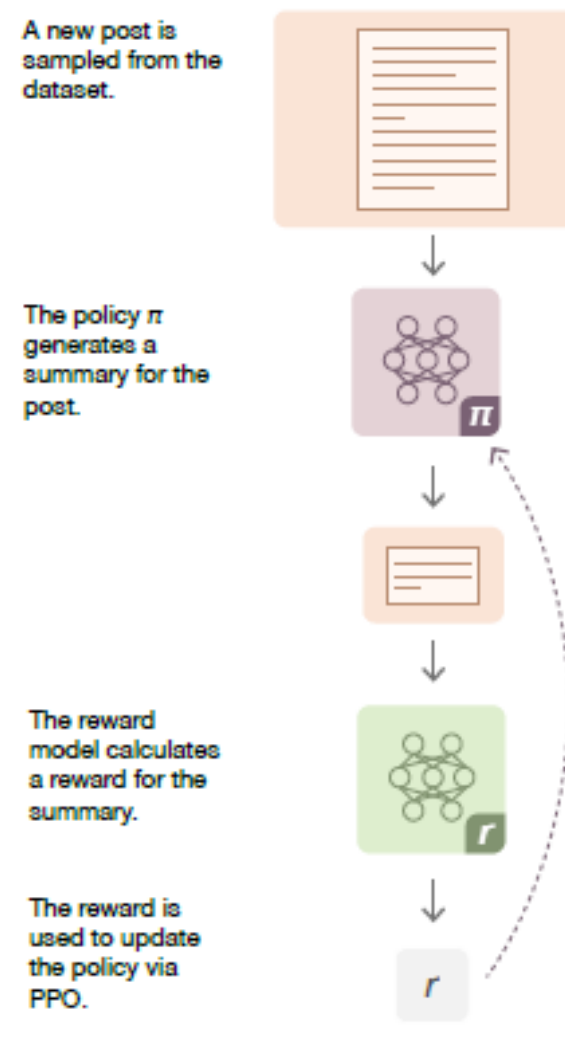 A new post is
sampled from the
dataset.
The policy π
generates a
summary for the
post.
π
The reward
model calculates
a reward for the
summary.
r
The reward is
used to update
the policy via
PPO.
r